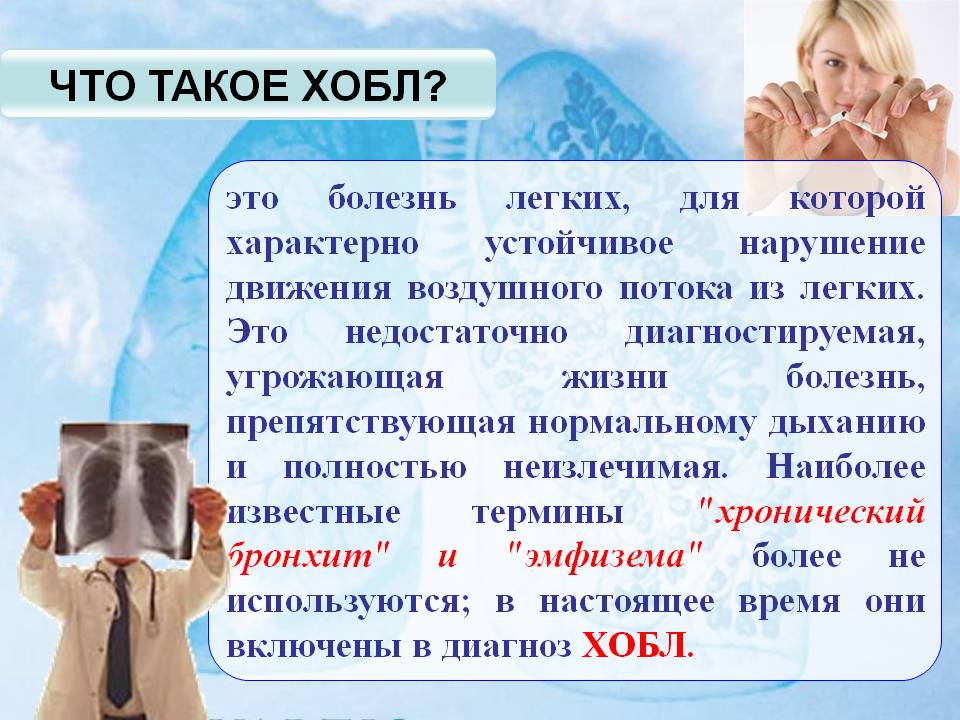 ЧТО ТАКОЕ ХОБЛ?
это болезнь легких, для которой
характерно устойчивое нарушение
движения воздушного потока из легких.
Это недостаточно диагностируемая,
угрожающая жизни болезнь,
препятствующая нормальному дыханию
и полностью неизлечимая. Наиболее
известные термины "хронический
бронхит" и "эмфизема" более не
используются; в настоящее время они
включены в диагноз ХОБЛ.